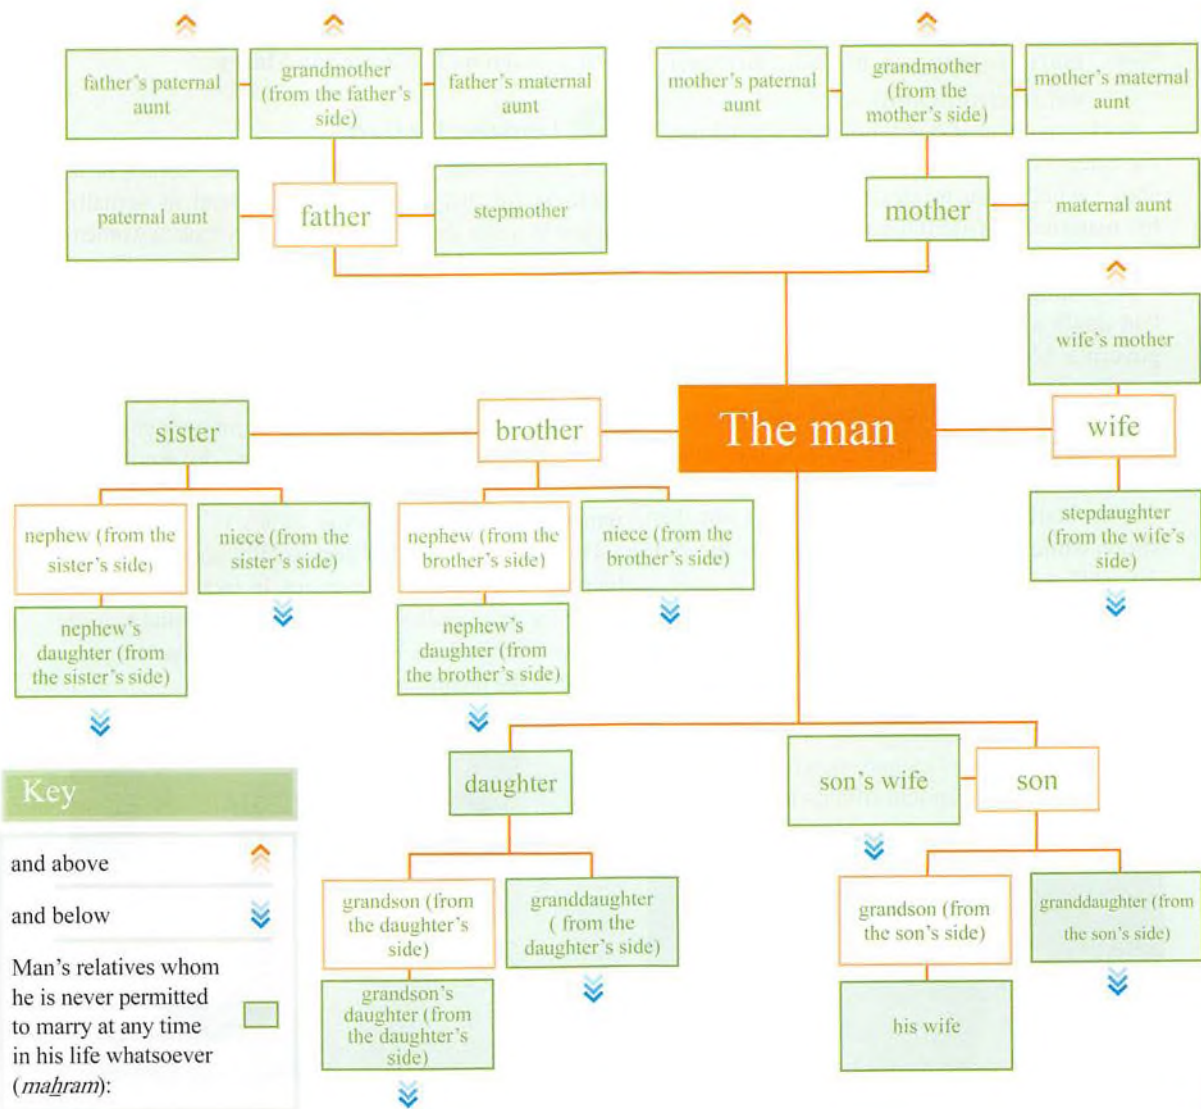 father's paternal
aunt
grandmother
(from the father's
side)
father's maternal
aunt
mother's paternal
aunt
grandmother
(from the
mother's side)
mother's maternal
aunt
paternal aunt
father
stepmother
mother
maternal aunt
wife's mother
sister
brother
The man
wife
nephew (from the
sister's side)
niece (from the
sister's side)
nephew (from the
brother's side)
niece (from the
brother's side)
stepdaughter
(from the wife's
side)
nephew's
daughter (from
the sister's side)
nephew's
daughter (from
the brother's side)
daughter
son's wife
son
grandson (from
the daughter's
side)
granddaughter
( from the
daughter's side)
grandson (from
the son's side)
granddaughter (from
the son's side)
grandson's
daughter (from
the daughter's
side)
his wife
Key
and above
and below
Man's relatives whom
he is never permitted
to marry at any time
in his life whatsoever
(mahram):